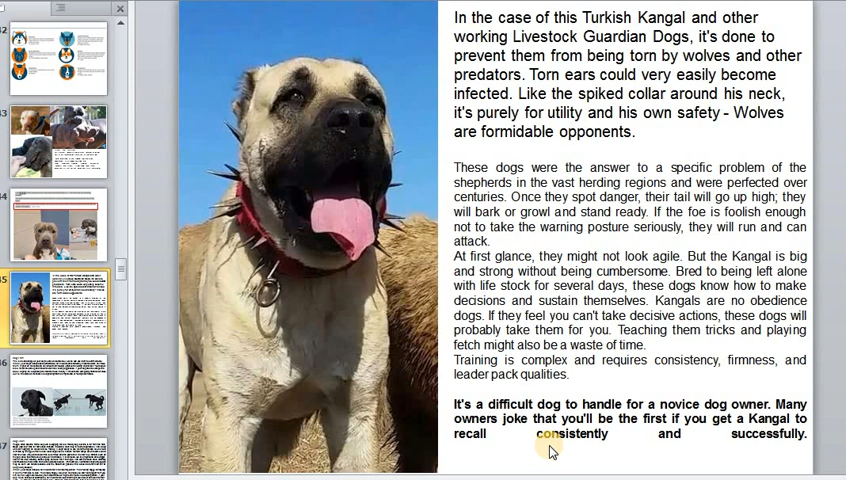 In the case of this Turkish Kangal and other
working Livestock Guardian Dogs, it's done to
prevent them from being torn by wolves and other
predators. Torn ears could very easily become
infected. Like the spiked collar around his neck,
it's purely for utility and his own safety - Wolves
are formidable opponents.
These dogs were the answer to a specific problem of the
shepherds in the vast herding regions and were perfected over
centuries. Once they spot danger, their tail will go up high; they
will bark or growl and stand ready. If the foe is foolish enough
not to take the warning posture seriously, they will run and can
attack.
At first glance, they might not look agile. But the Kangal is big
and strong without being cumbersome. Bred to being left alone
with life stock for several days, these dogs know how to make
decisions and sustain themselves. Kangals are no obedience
dogs. If they feel you can't take decisive actions, these dogs will
probably take them for you. Teaching them tricks and playing
fetch might also be a waste of time.
Training is complex and requires consistency, firmness, and
leader pack qualities.
It's a difficult dog to handle for a novice dog owner. Many
owners joke that you'll be the first if you get a Kangal to
recall consistently and successfully.